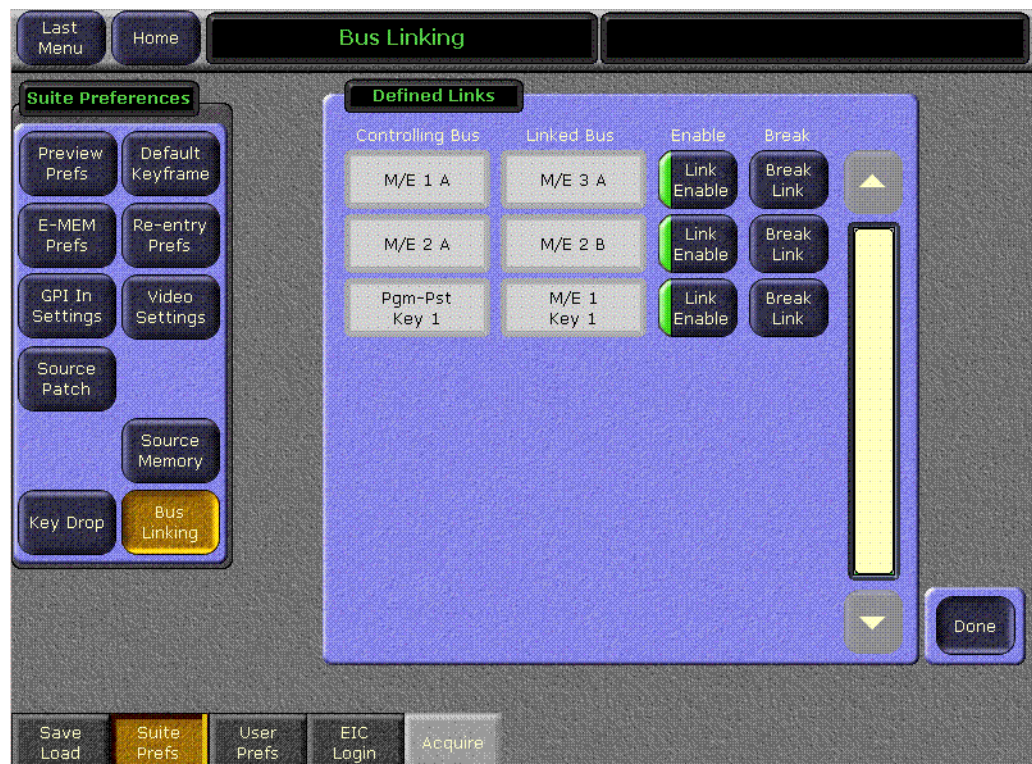 Last
Menu
Home
Bus Linking
Suite Preferences
Preview
Prefs
Default
Keyframe
E-MEM
Prefs
Re-entry
Prefs
GPI In
Settings
Video
Settings
Source
Patch
Source
Memory
Key Drop
Bus
Linking
Defined Links
Controlling Bus Linked Bus Enable Break
M/E 1 A
M/E 3 A
Link
Enable
Break
Link
M/E 2 A
M/E 2 B
Link
Enable
Break
Link
Pgm-Pst
Key 1
M/E 1
Key 1
Link
Enable
Break
Link
Done
Save
Load
Suite
Prefs
User
Prefs
EIC
Login
Acquire